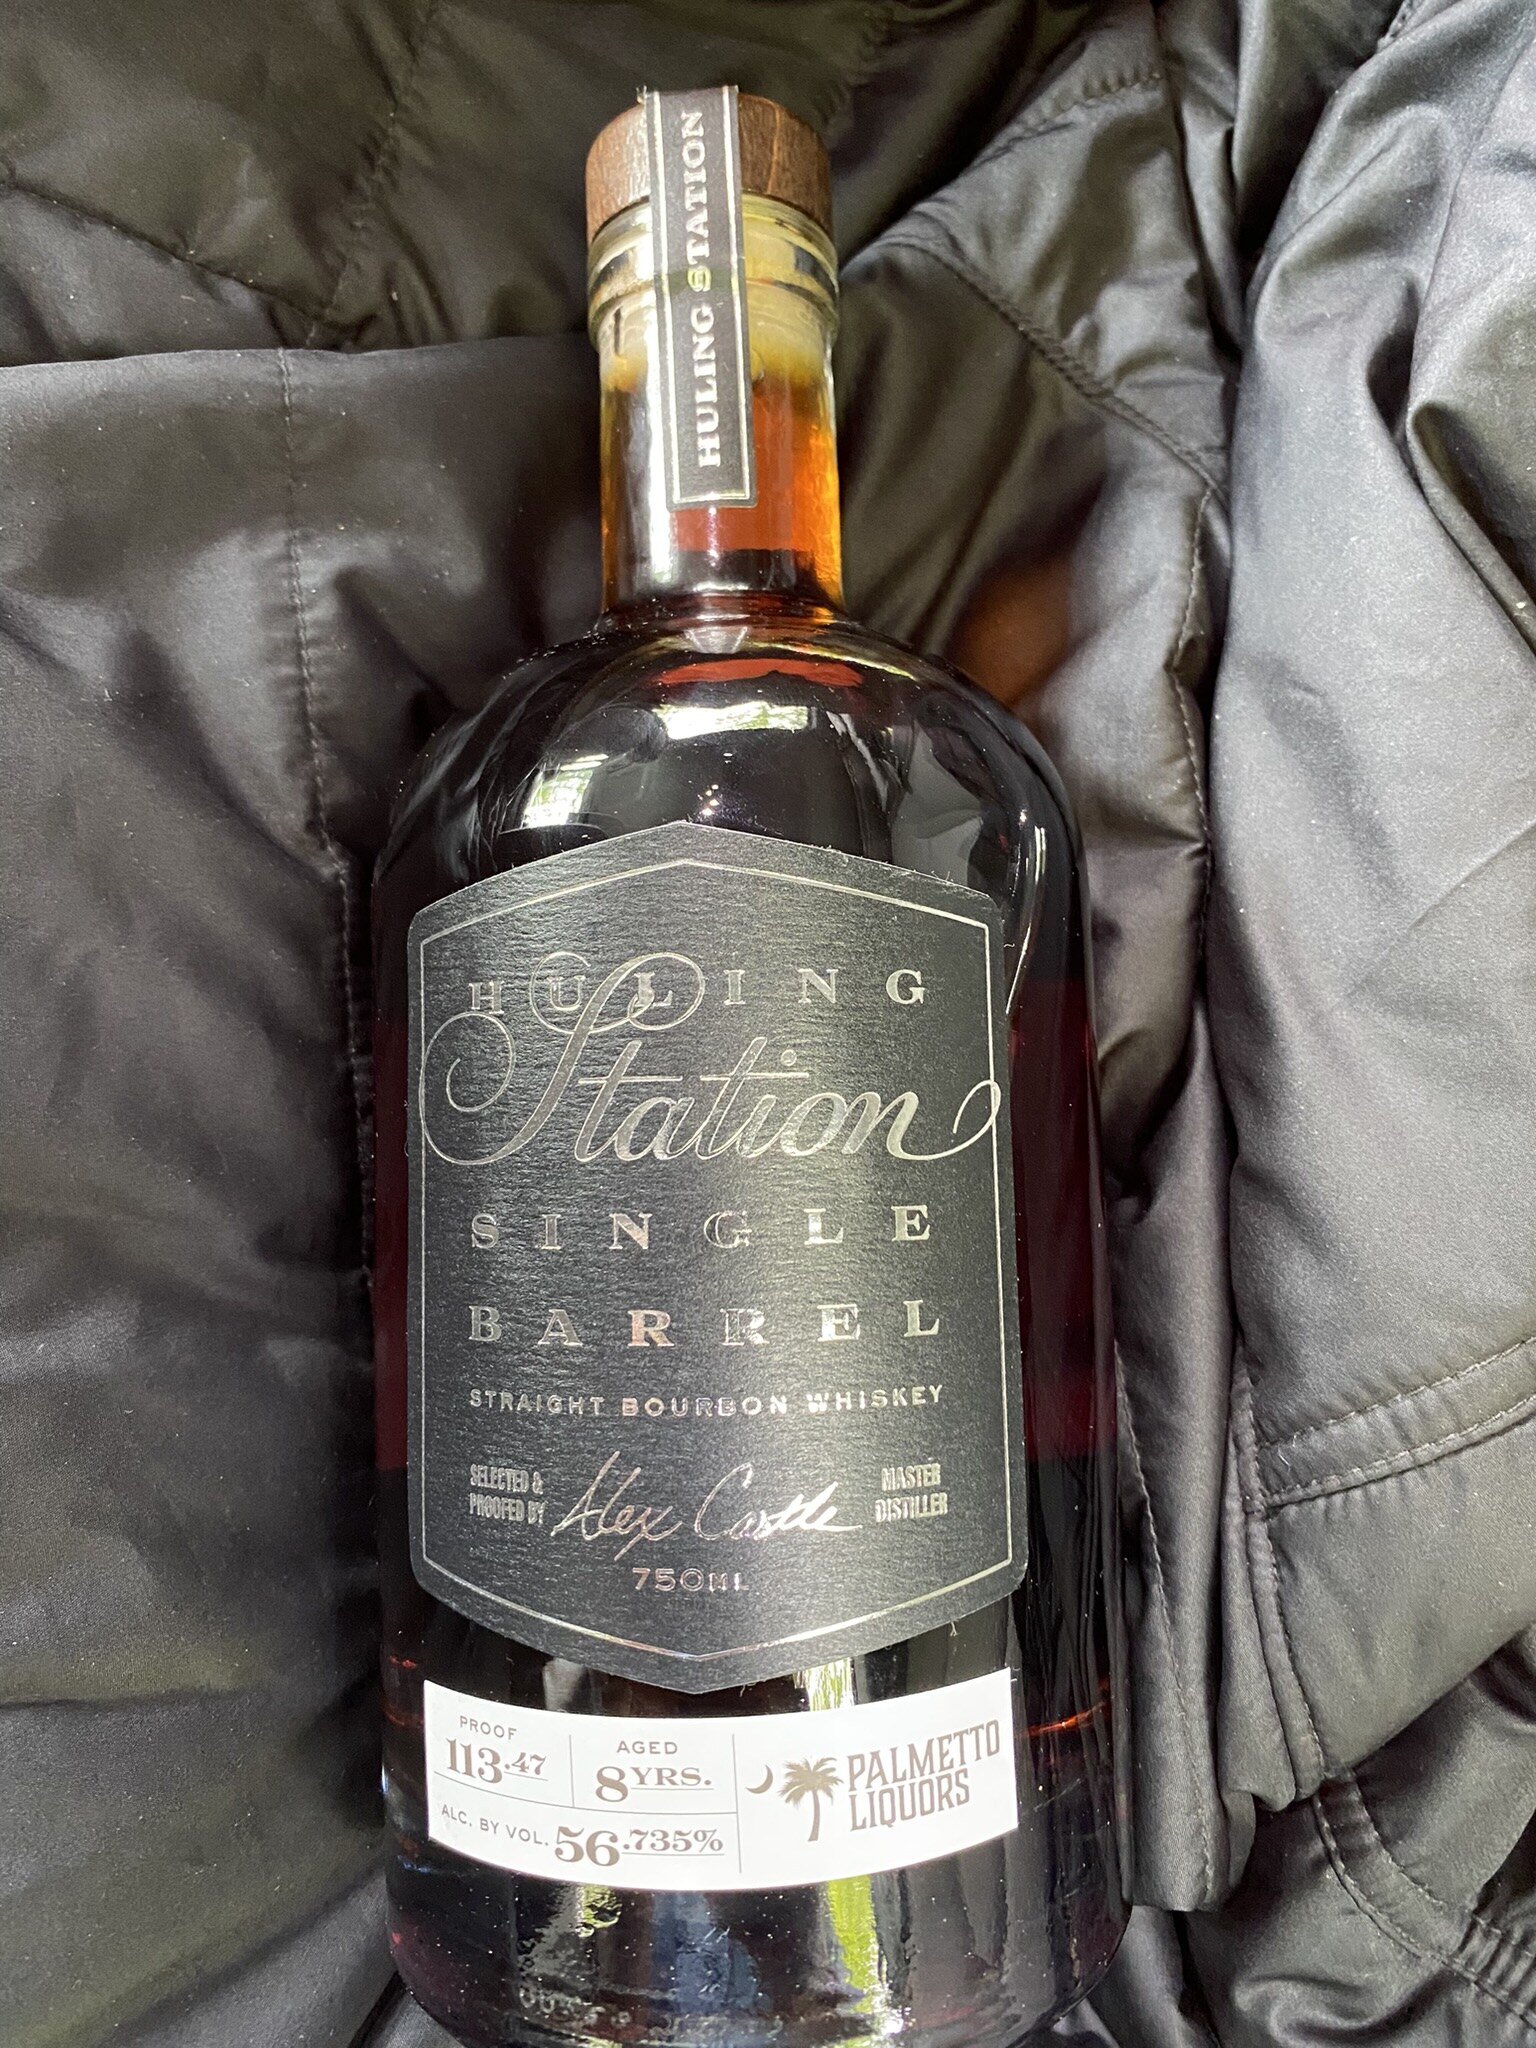 HULING STATION
HULING
Station
SINGLE
BARREL
STRAIGHT BOURBON WHISKEY
SELECTED &
PROOFED BY
Alex Castle
MASTER
DISTILLER
750ML
PROOF
113.47
AGED
8 YRS.
ALC. BY VOL. 56.735%
PALMETTO
LIQUORS